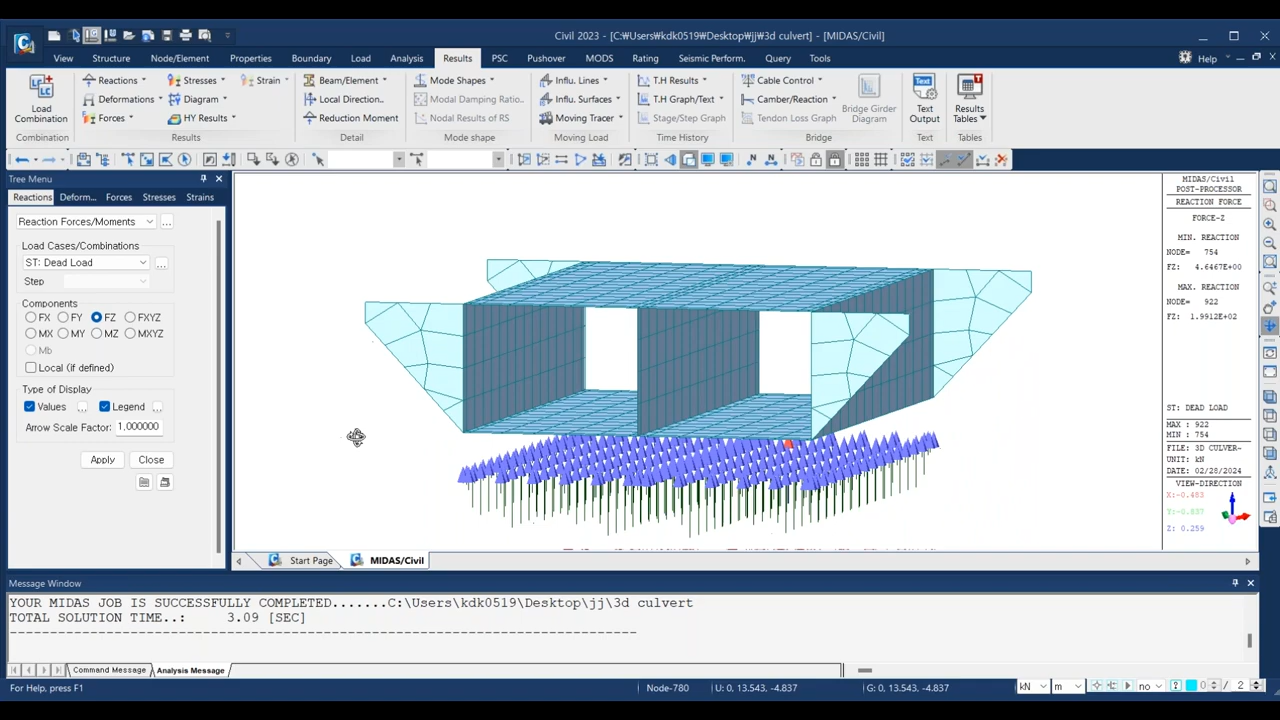 Civil 2023 - [C:₩Users₩kdk0519₩Desktop₩jj₩3d culvert] - [MIDAS/Civil]
View Structure Node/Element Properties Boundary Load Analysis Results PSC Pushover MODS Rating Seismic Perform. Query Tools Help
Load Combination
Combination
Reactions
Deformations
Forces
Stresses
Diagram
HY Results
Strain
Results
Beam/Element
Local Direction..
Reduction Moment
Detail
Mode Shapes
Modal Damping Ratio..
Nodal Results of RS
Mode shape
Influ. Lines
Influ. Surfaces
Moving Tracer
Moving Load
T.H Results
T.H Graph/Text
Stage/Step Graph
Time History
Cable Control
Camber/Reaction
Tendon Loss Graph
Bridge Girder Diagram
Bridge
Text Output
Text
Results Tables
Tables
Tree Menu
Reactions Deform... Forces Stresses Strains
Reaction Forces/Moments ...
Load Cases/Combinations
ST: Dead Load ...
Step
Components
FX FY FZ FXYZ
MX MY MZ MXYZ
Mb
Local (if defined)
Type of Display
Values ... Legend ...
Arrow Scale Factor: 1,000000
Apply Close
MIDAS/Civil
POST-PROCESSOR
REACTION FORCE
FORCE-Z
MIN. REACTION
NODE= 754
FZ: 4.6467E+00
MAX. REACTION
NODE= 922
FZ: 1.9912E+02
ST: DEAD LOAD
MAX : 922
MIN : 754
FILE: 3D CULVER~
UNIT: kN
DATE: 02/28/2024
VIEW-DIRECTION
X:-0.483
Y:-0.837
Z: 0.259
Start Page MIDAS/Civil
Message Window
YOUR MIDAS JOB IS SUCCESSFULLY COMPLETED.......C:\Users\kdk0519\Desktop\jj\3d culvert
TOTAL SOLUTION TIME..: 3.09 [SEC]
Command Message Analysis Message
For Help, press F1
Node-780
U: 0, 13.543, -4.837
G: 0, 13.543, -4.837
kN m no 0 / 2